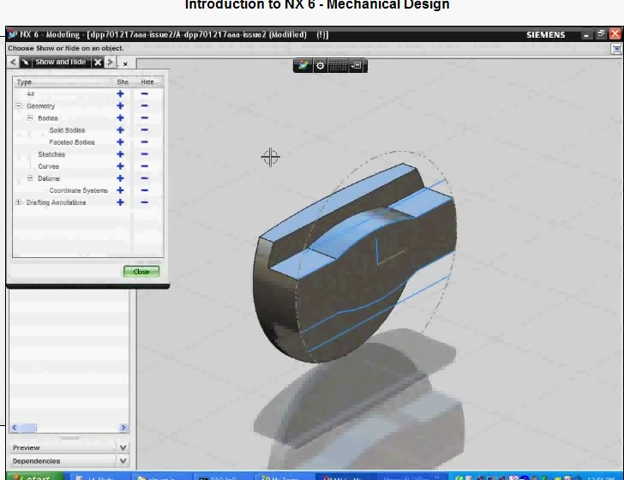 Introduction to NX 6 - Mechanical Design
NX 6 - Modeling - [dpp701217aaa-issue2/A-dpp701217aaa-issue2 (Modified) (!)]
SIEMENS
Choose Show or hide on an object.
Show and Hide
Type Sho Hide
All
Geometry
Bodies
Solid Bodies
Faceted Bodies
Sketches
Curves
Datums
Coordinate Systems
Drafting Annotations
Close
Preview
Dependencies
start